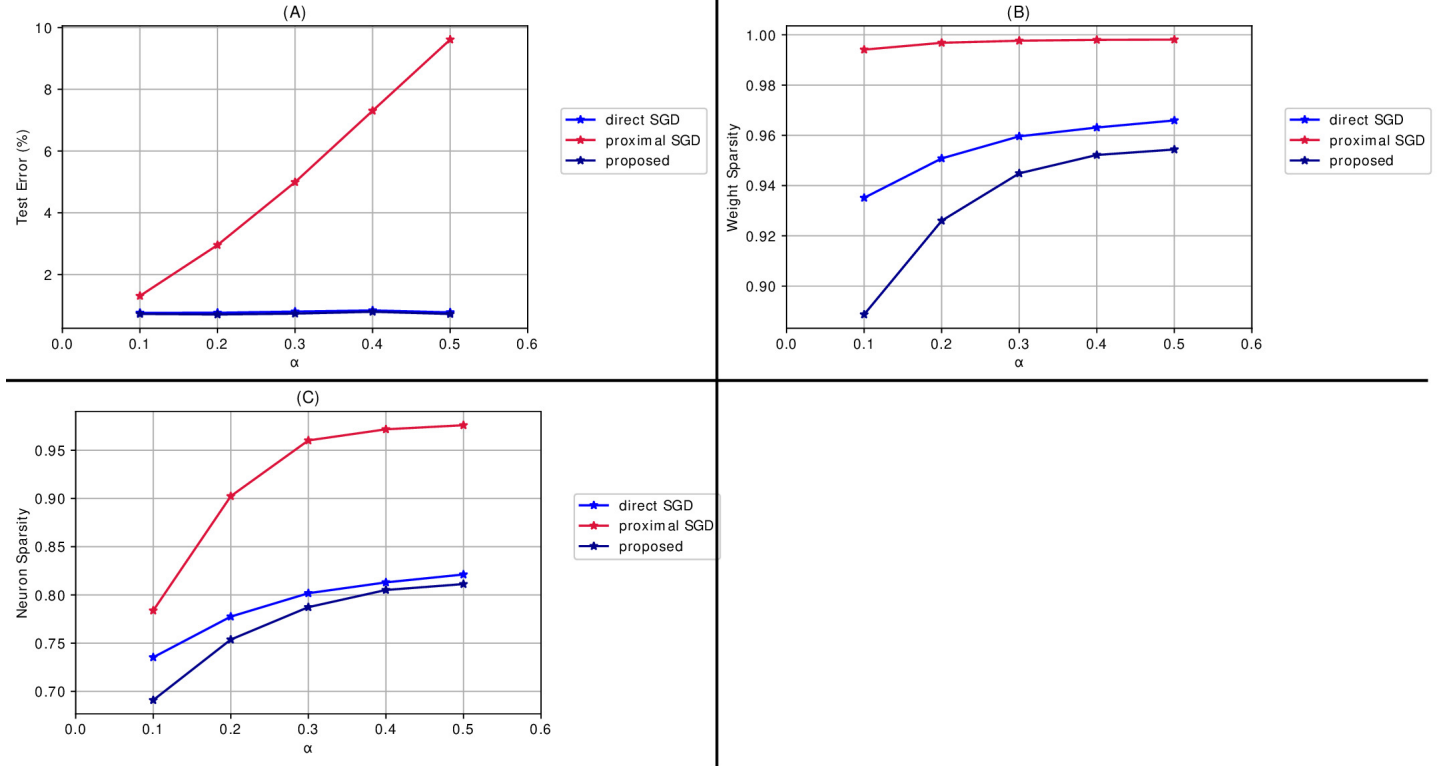 (A)
Test Error (%)
10
8
6
4
2
0.0 0.1 0.2 0.3 0.4 0.5 0.6
α
direct SGD
proximal SGD
proposed
(B)
Weight Sparsity
1.00
0.98
0.96
0.94
0.92
0.90
0.0 0.1 0.2 0.3 0.4 0.5 0.6
α
direct SGD
proximal SGD
proposed
(C)
Neuron Sparsity
0.95
0.90
0.85
0.80
0.75
0.70
0.0 0.1 0.2 0.3 0.4 0.5 0.6
α
direct SGD
proximal SGD
proposed